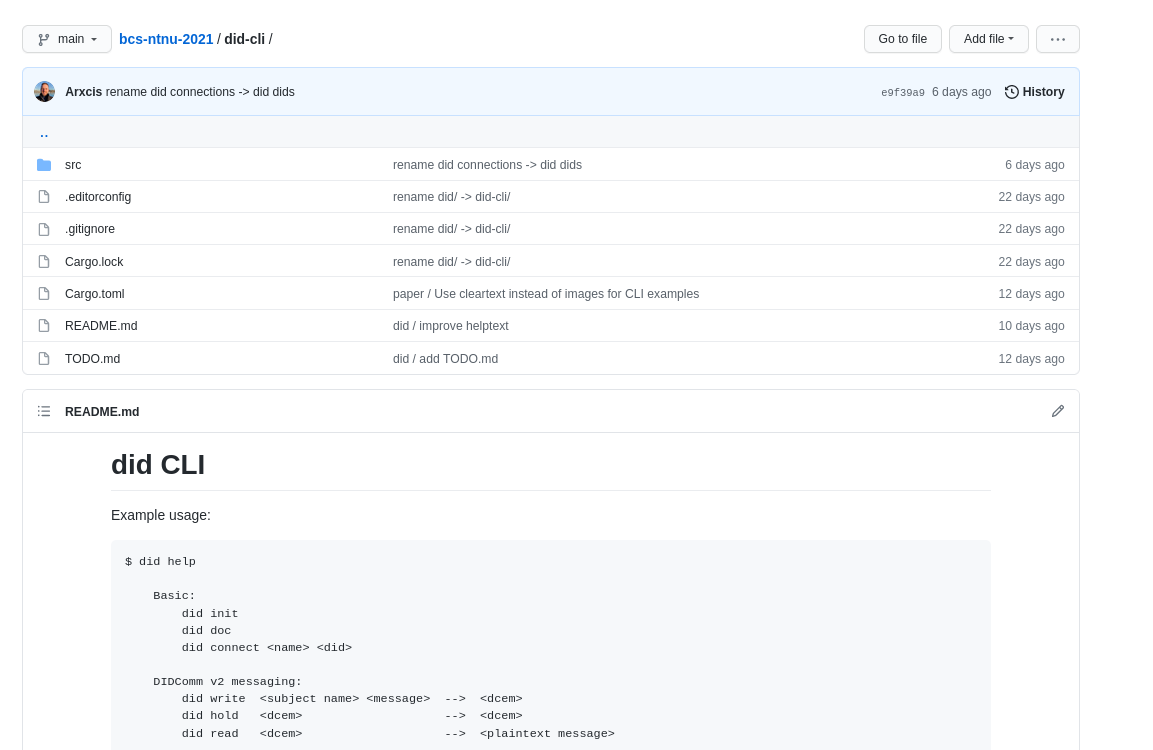 main bcs-ntnu-2021 / did-cli / Go to file Add file ...
Arxcis rename did connections -> did dids e9f39a9 6 days ago History
..
src rename did connections -> did dids 6 days ago
.editorconfig rename did/ -> did-cli/ 22 days ago
.gitignore rename did/ -> did-cli/ 22 days ago
Cargo.lock rename did/ -> did-cli/ 22 days ago
Cargo.toml paper / Use cleartext instead of images for CLI examples 12 days ago
README.md did / improve helptext 10 days ago
TODO.md did / add TODO.md 12 days ago
README.md
did CLI
Example usage:
$ did help
Basic:
did init
did doc
did connect <name> <did>
DIDComm v2 messaging:
did write <subject name> <message> --> <dcem>
did hold <dcem> --> <dcem>
did read <dcem> --> <plaintext message>